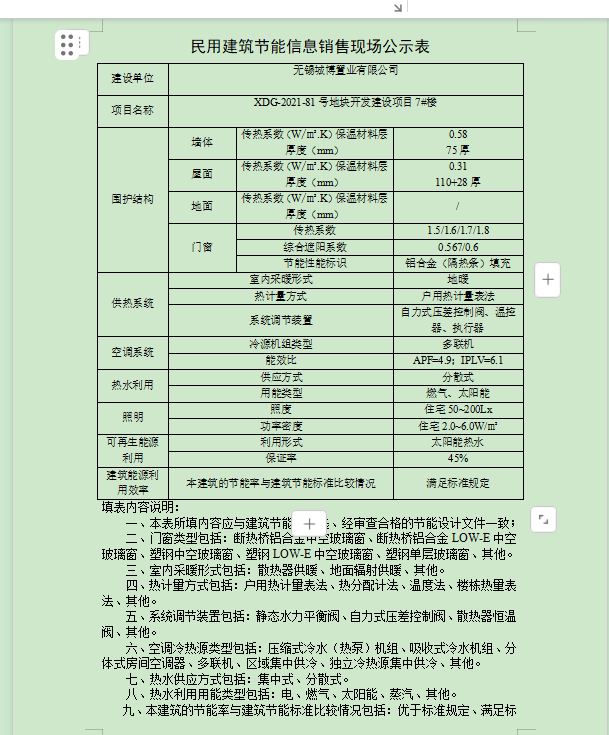 民用建筑节能信息销售现场公示表
建设单位
无锡城博置业有限公司
项目名称
XDG-2021-81 号地块开发建设项目 7#楼
围护结构
墙体
传热系数 (W/㎡.K) 保温材料层
厚度（mm）
0.58
75 厚
屋面
传热系数 (W/㎡.K) 保温材料层
厚度（mm）
0.31
110+28 厚
地面
传热系数 (W/㎡.K) 保温材料层
厚度（mm）
/
门窗
传热系数
1.5/1.6/1.7/1.8
综合遮阳系数
0.567/0.6
节能性能标识
铝合金（隔热条）填充
供热系统
室内采暖形式
地暖
热计量方式
户用热计量表法
系统调节装置
自力式压差控制阀、温控
器、执行器
空调系统
冷源机组类型
多联机
能效比
APF=4.9；IPLV=6.1
热水利用
供应方式
分散式
用能类型
燃气、太阳能
照明
照度
住宅 50~200Lx
功率密度
住宅 2.0~6.0W/㎡
可再生能源
利用
利用形式
太阳能热水
保证率
45%
建筑能源利
用效率
本建筑的节能率与建筑节能标准比较情况
满足标准规定
填表内容说明：
一、本表所填内容应与建筑节能、经审查合格的节能设计文件一致；
二、门窗类型包括：断热桥铝合金中空玻璃窗、断热桥铝合金 LOW-E 中空
玻璃窗、塑钢中空玻璃窗、塑钢 LOW-E 中空玻璃窗、塑钢单层玻璃窗、其他。
三、室内采暖形式包括：散热器供暖、地面辐射供暖、其他。
四、热计量方式包括：户用热计量表法、热分配计法、温度法、楼栋热量表
法、其他。
五、系统调节装置包括：静态水力平衡阀、自力式压差控制阀、散热器恒温
阀、其他。
六、空调冷热源类型包括：压缩式冷水（热泵）机组、吸收式冷水机组、分
体式房间空调器、多联机、区域集中供冷、独立冷热源集中供冷、其他。
七、热水供应方式包括：集中式、分散式。
八、热水利用用能类型包括：电、燃气、太阳能、蒸汽、其他。
九、本建筑的节能率与建筑节能标准比较情况包括：优于标准规定、满足标